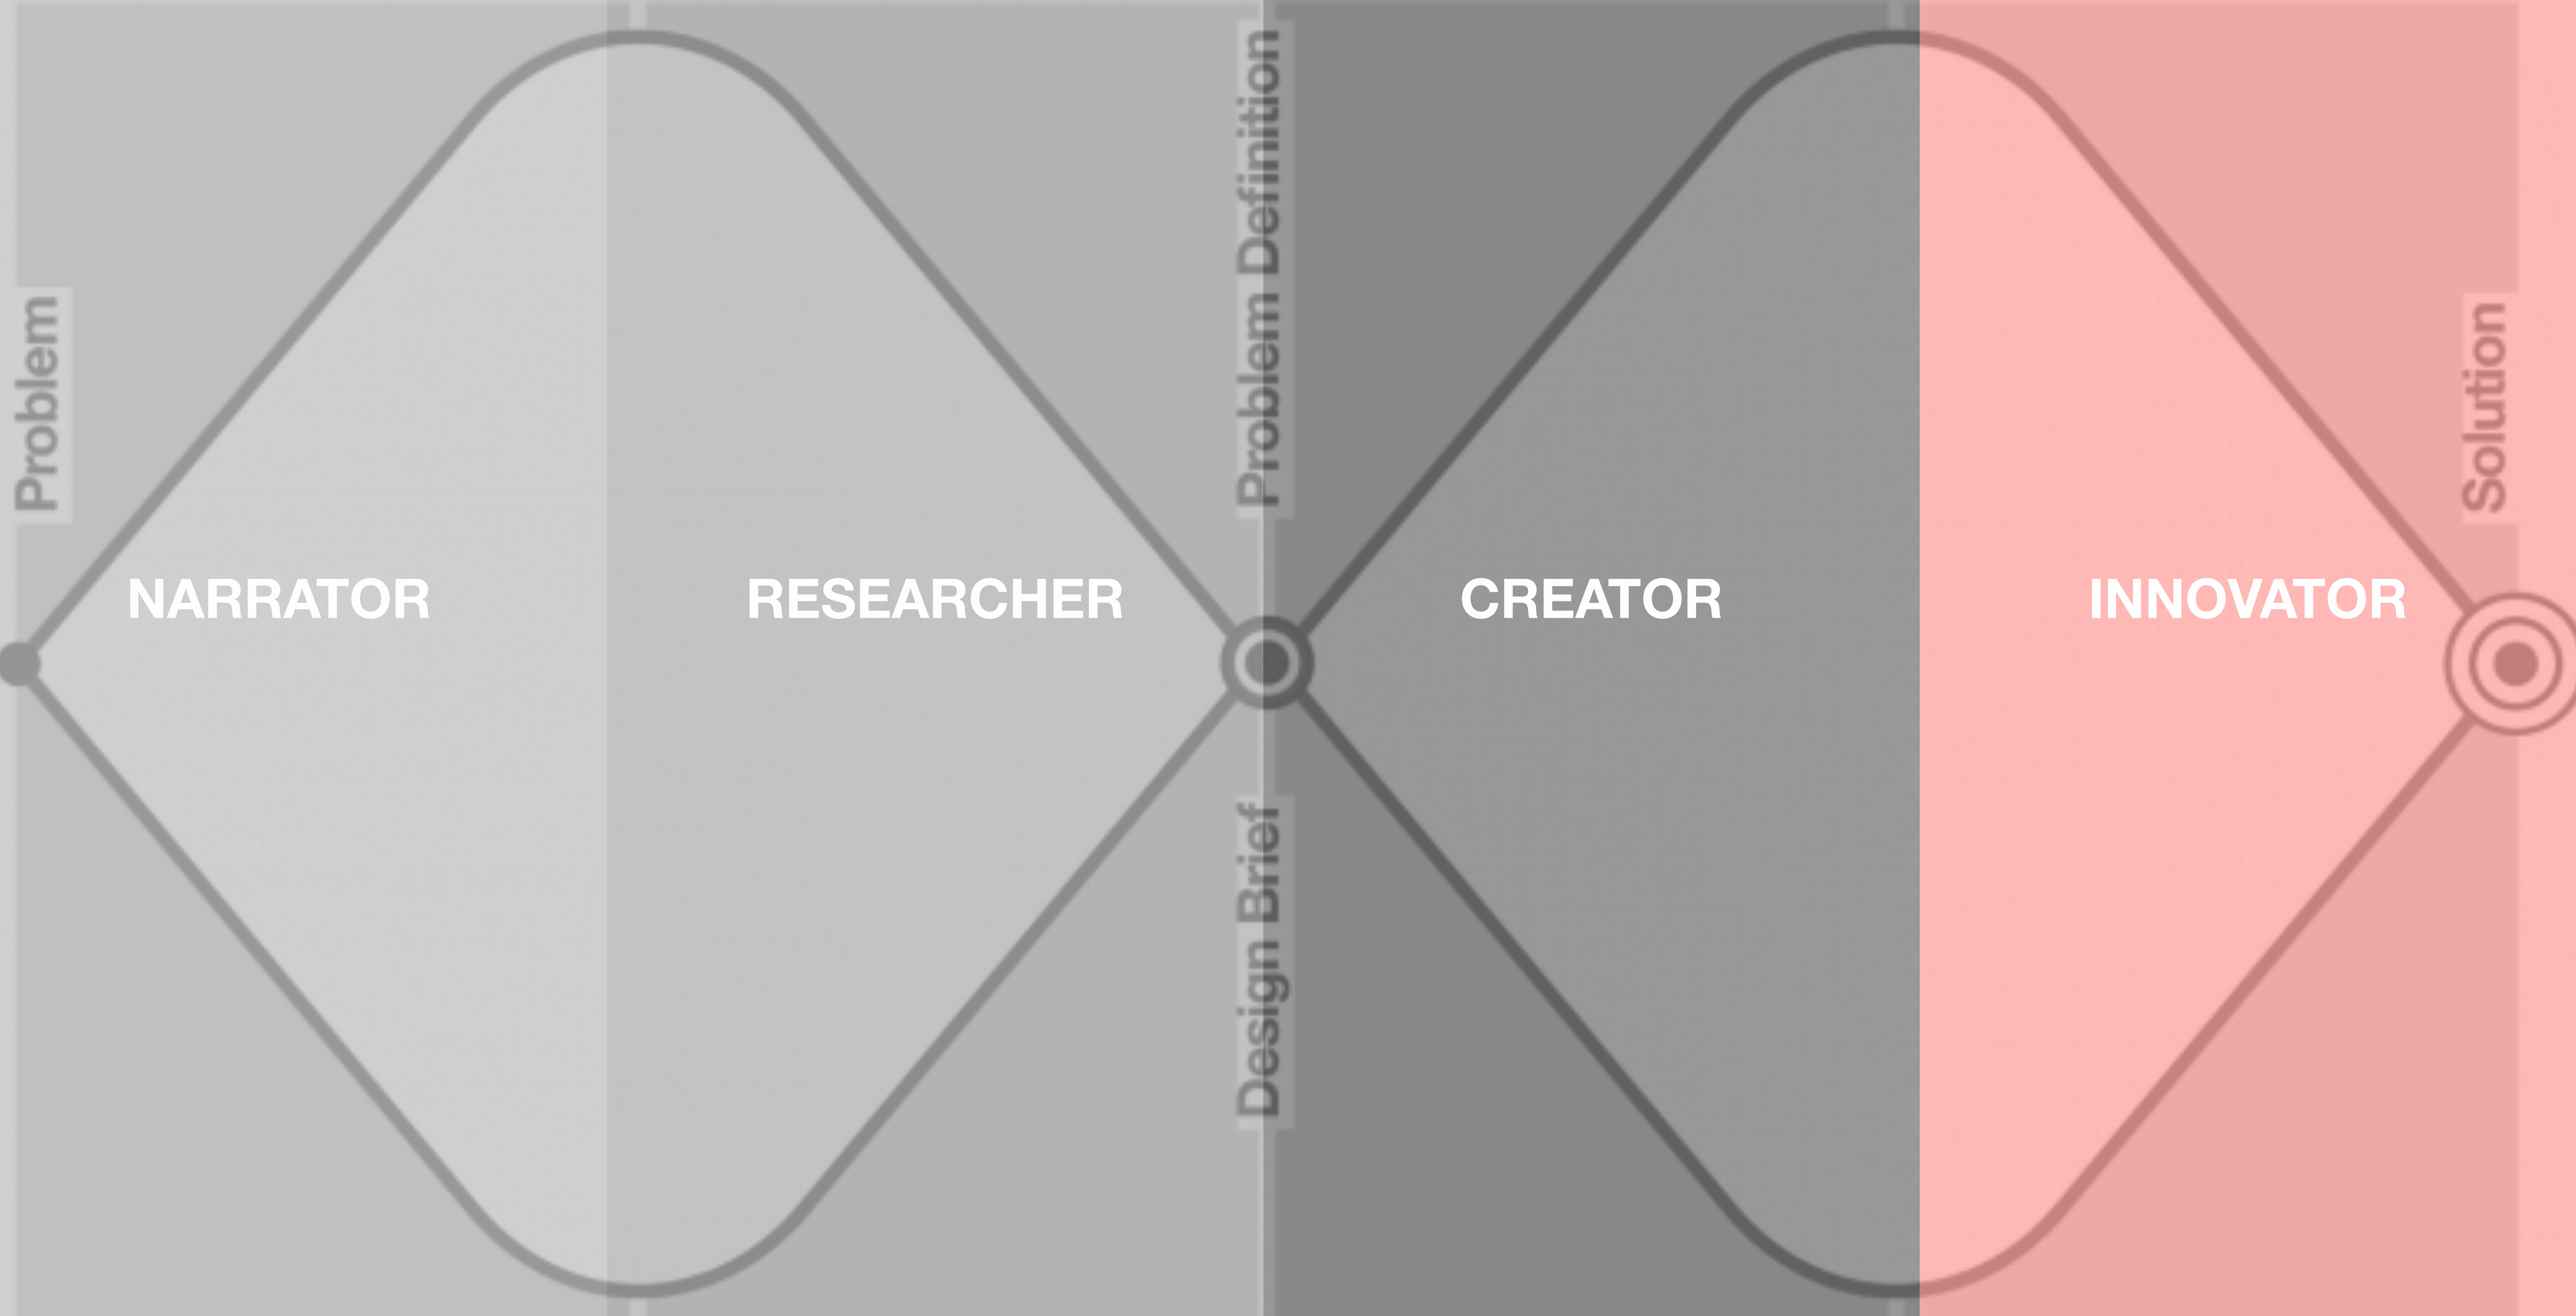 Problem
NARRATOR
RESEARCHER
Problem Definition
Design Brief
CREATOR
INNOVATOR
Solution